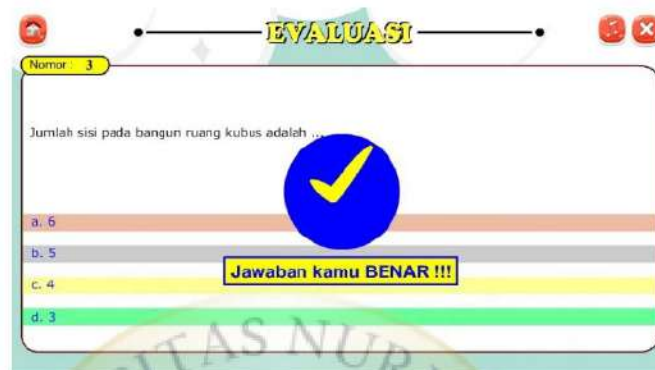 EVALUASI
Nomor : 3
Jumlah sisi pada bangun ruang kubus adalah ...
a. 6
b. 5
Jawaban kamu BENAR !!!
c. 4
d. 3